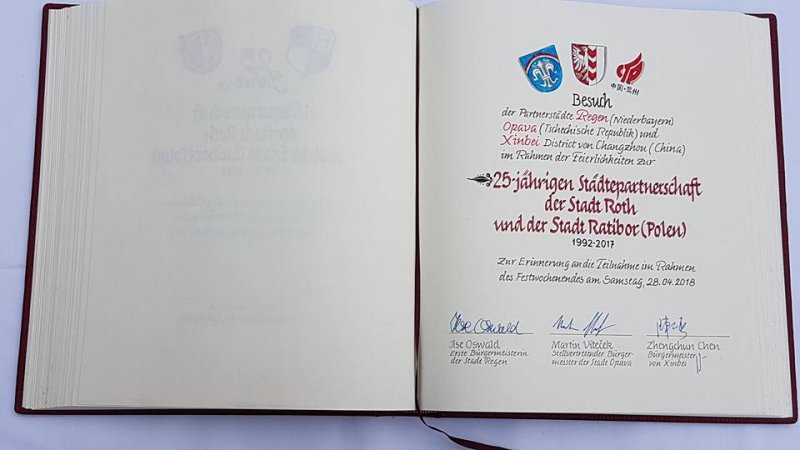 中国·常州
Besuch
der Partnerstädte Regen (Niederbayern)
Opava (Tschechische Republik) und
Xinbei District von Changzhou (China)
im Rahmen der Feierlichkeiten zur
25-jährigen Städtepartnerschaft
der Stadt Roth
und der Stadt Ratibor (Polen)
1992-2017
Zur Erinnerung an die Teilnahme im Rahmen
des Festwochenendes am Samstag, 28.04.2018
Ilse Oswald
Ilse Oswald
Erste Bürgermeisterin
der Stadt Regen
Martin Víteček
Stellvertretender Bürger-
meister der Stadt Opava
Zhengchun Chen
Bürgermeister
von Xinbei